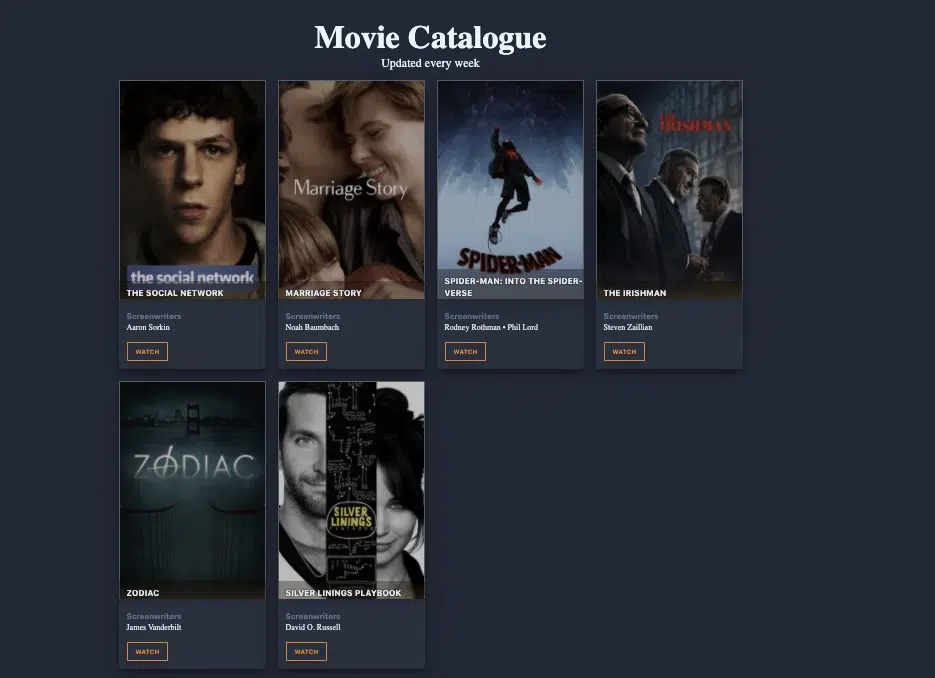 Movie Catalogue
Updated every week
the social network
THE SOCIAL NETWORK
Screenwriters
Aaron Sorkin
WATCH
Marriage Story
MARRIAGE STORY
Screenwriters
Noah Baumbach
WATCH
SPIDER-MAN
SPIDER-MAN: INTO THE SPIDER-
VERSE
Screenwriters
Rodney Rothman • Phil Lord
WATCH
THE
IRISHMAN
THE IRISHMAN
Screenwriters
Steven Zaillian
WATCH
ZODIAC
ZODIAC
Screenwriters
James Vanderbilt
WATCH
SILVER
LININGS
PLAYBOOK
SILVER LININGS PLAYBOOK
Screenwriters
David O. Russell
WATCH